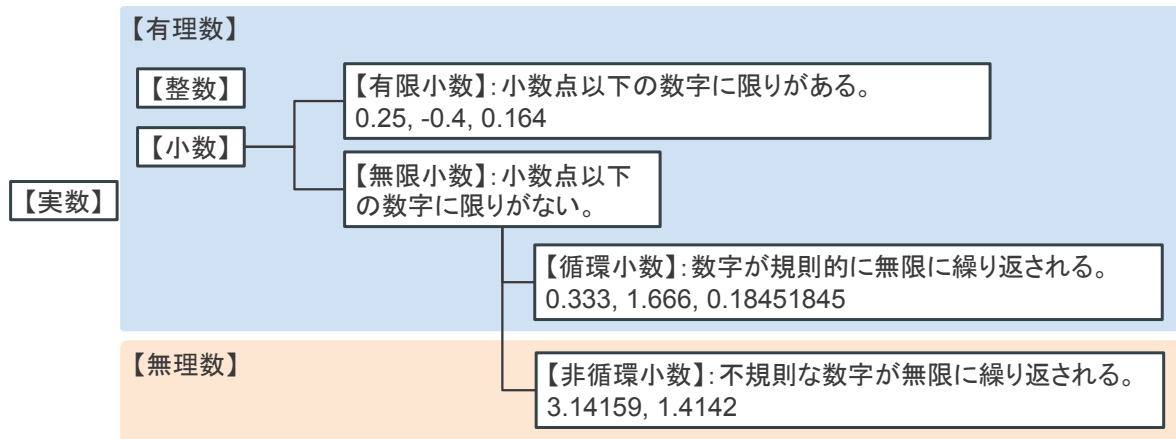 【有理数】
【整数】
【有限小数】：小数点以下の数字に限りがある。
0.25, -0.4, 0.164
【小数】
【無限小数】：小数点以下
の数字に限りがない。
【実数】
【循環小数】：数字が規則的に無限に繰り返される。
0.333, 1.666, 0.18451845
【無理数】
【非循環小数】：不規則な数字が無限に繰り返される。
3.14159, 1.4142